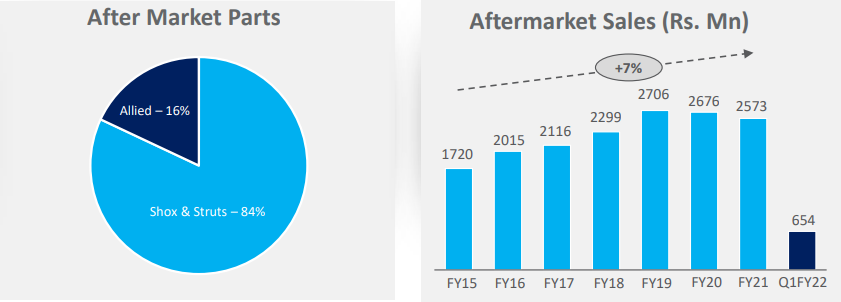 After Market Parts
Allied – 16%
Shox & Struts – 84%
Aftermarket Sales (Rs. Mn)
+7%
1720
2015
2116
2299
2706
2676
2573
654
FY15 FY16 FY17 FY18 FY19 FY20 FY21 Q1FY22